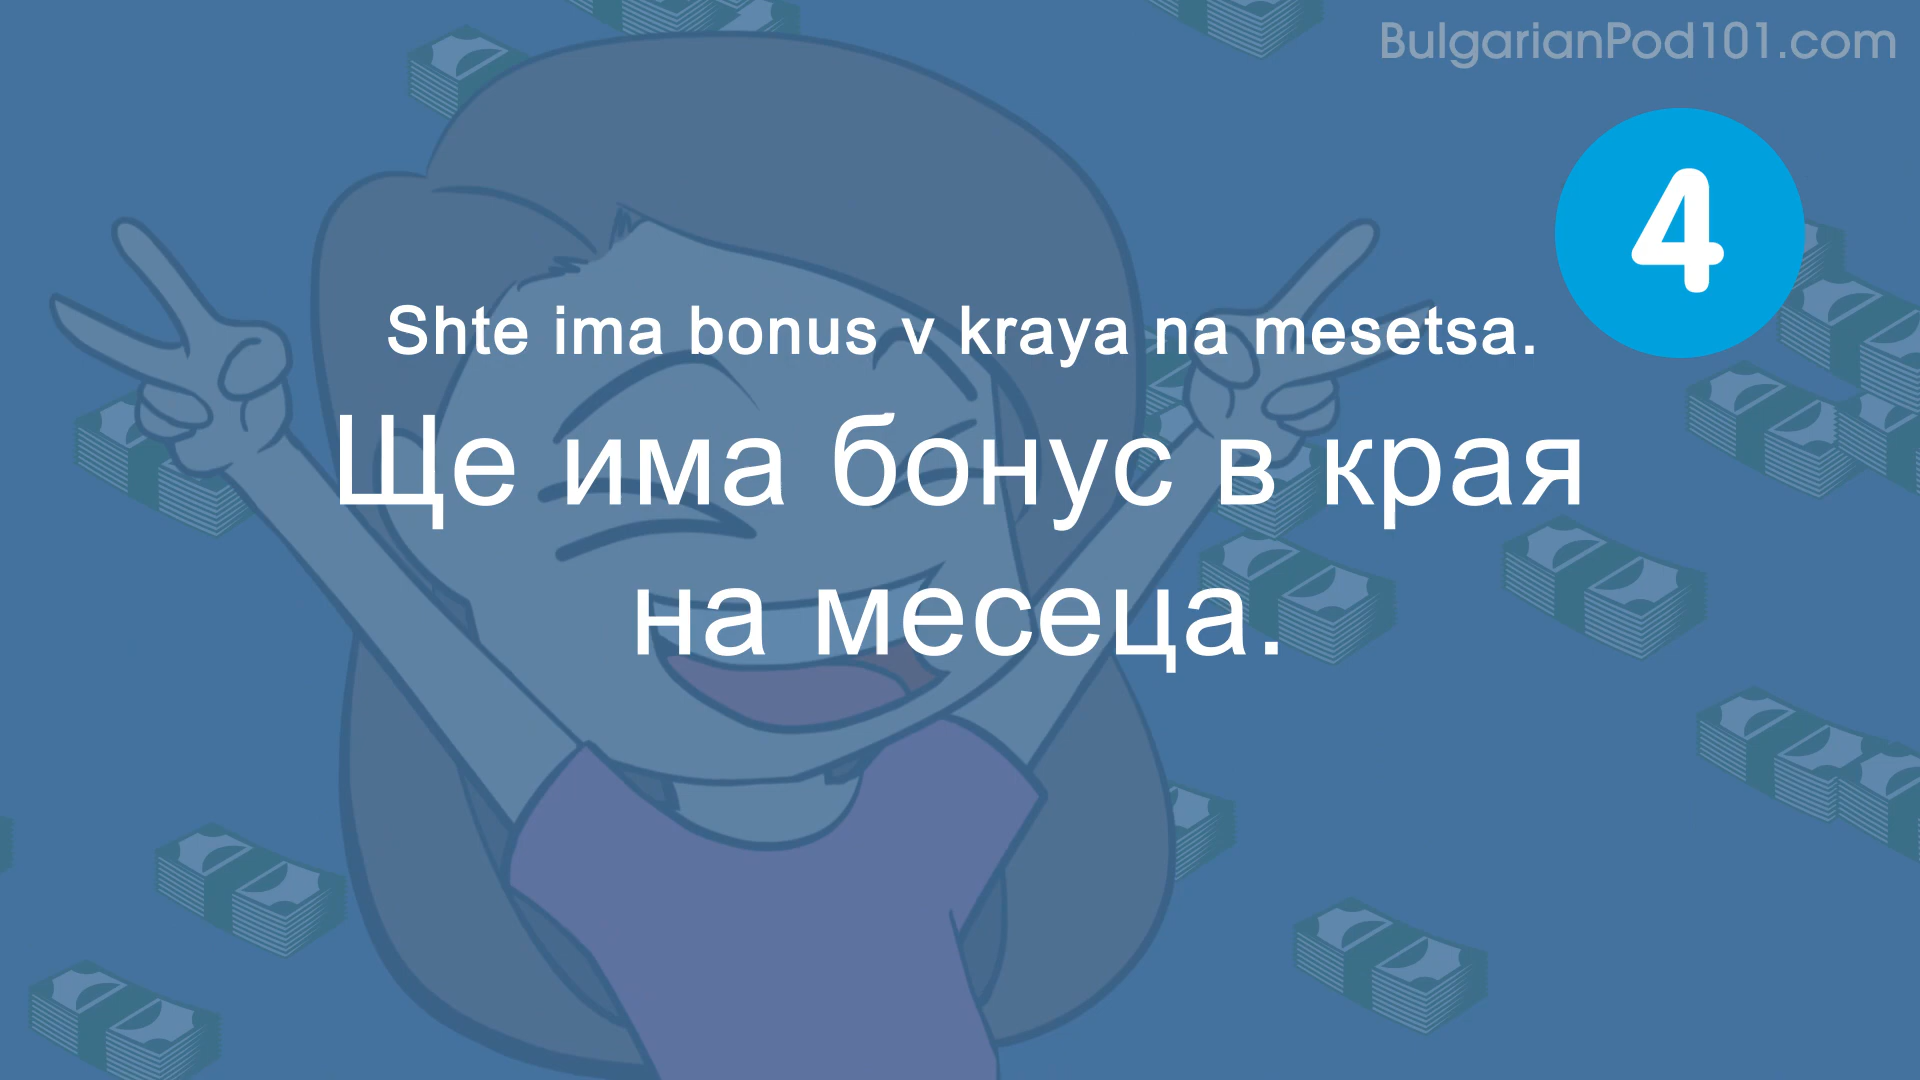 BulgarianPod101.com
4
Shte ima bonus v kraya na mesetsa.
Ще има бонус в края
на месеца.